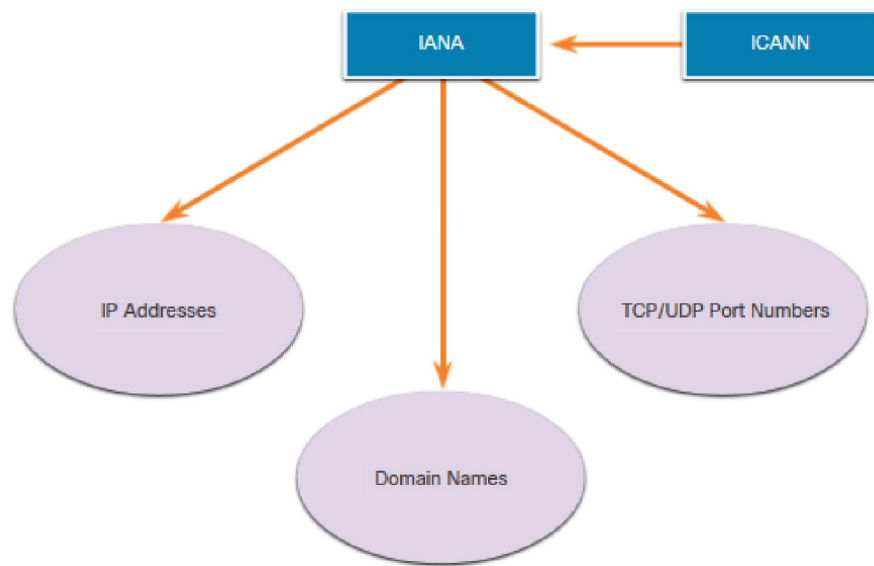 IANA
ICANN
IP Addresses
TCP/UDP Port Numbers
Domain Names